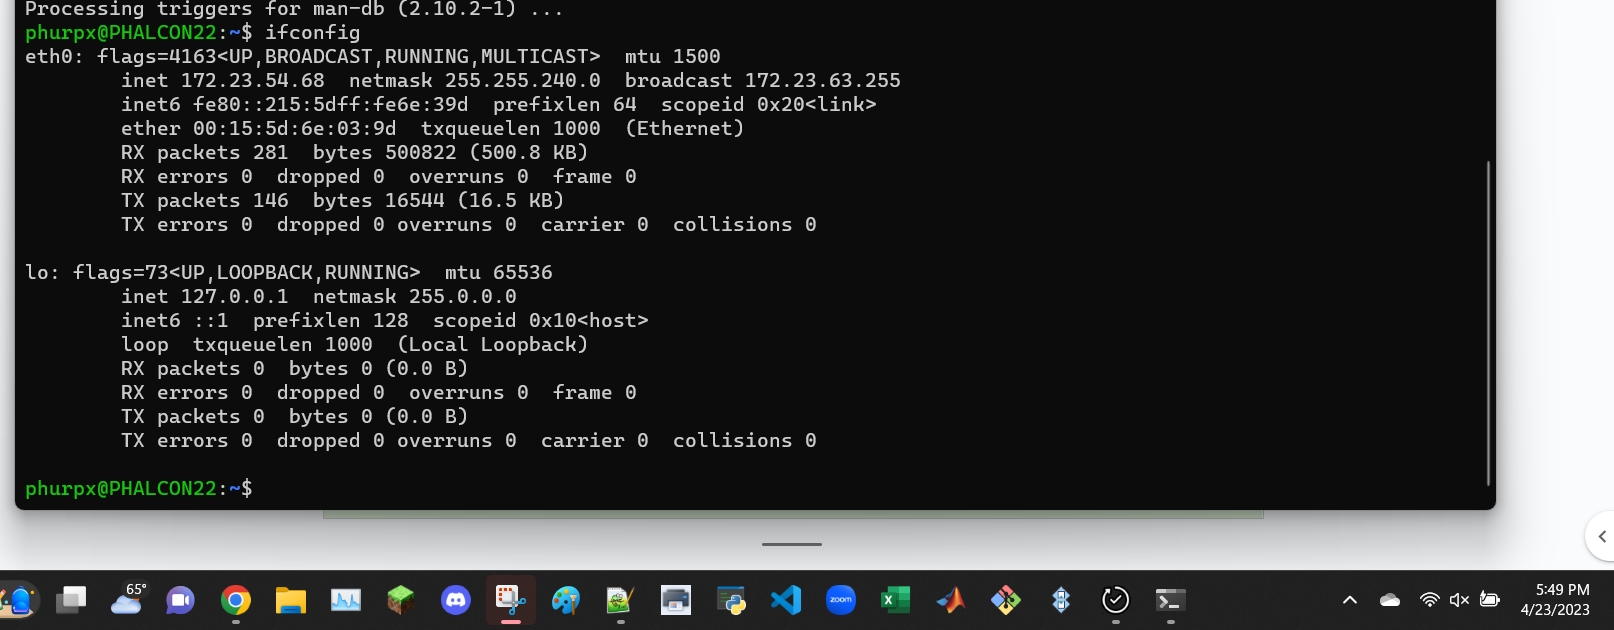 Processing triggers for man-db (2.10.2-1) ...
phurpx@PHALCON22:~$ ifconfig
eth0: flags=4163<UP,BROADCAST,RUNNING,MULTICAST>  mtu 1500
        inet 172.23.54.68  netmask 255.255.240.0  broadcast 172.23.63.255
        inet6 fe80::215:5dff:fe6e:39d  prefixlen 64  scopeid 0x20<link>
        ether 00:15:5d:6e:03:9d  txqueuelen 1000  (Ethernet)
        RX packets 281  bytes 500822 (500.8 KB)
        RX errors 0  dropped 0  overruns 0  frame 0
        TX packets 146  bytes 16544 (16.5 KB)
        TX errors 0  dropped 0 overruns 0  carrier 0  collisions 0

lo: flags=73<UP,LOOPBACK,RUNNING>  mtu 65536
        inet 127.0.0.1  netmask 255.0.0.0
        inet6 ::1  prefixlen 128  scopeid 0x10<host>
        loop  txqueuelen 1000  (Local Loopback)
        RX packets 0  bytes 0 (0.0 B)
        RX errors 0  dropped 0  overruns 0  frame 0
        TX packets 0  bytes 0 (0.0 B)
        TX errors 0  dropped 0 overruns 0  carrier 0  collisions 0

phurpx@PHALCON22:~$
65°
zoom
5:49 PM
4/23/2023